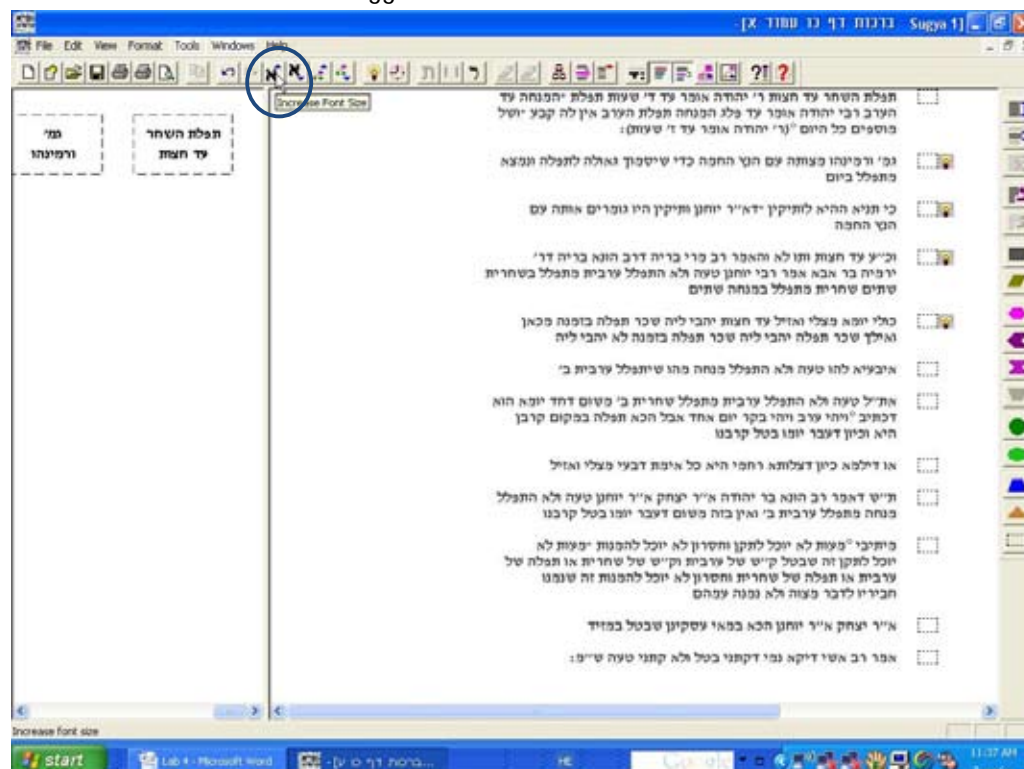 ברכות דף כו עמוד א]- Sugya 1]
File Edit View Format Tools Windows Help
Increase Font Size
תפלת השחר
עד חצות
גמ'
ורמינהו
תפלת השחר עד חצות ר' יהודה אומר עד ד' שעות תפלת המנחה עד
הערב רבי יהודה אומר עד פלג המנחה תפלת הערב אין לה קבע ושל
מוספים כל היום (ר' יהודה אומר עד ז' שעות):
גמ' ורמינהו מצותה עם הנץ החמה כדי שיסמוך גאולה לתפלה ונמצא
מתפלל ביום
כי תניא ההיא לותיקין דא"ר יוחנן ותיקין היו גומרים אותה עם
הנץ החמה
וכ"ע עד חצות ותו לא והאמר רב מרי בריה דרב הונא בריה דר'
ירמיה בר אבא אמר רבי יוחנן טעה ולא התפלל ערבית מתפלל בשחרית
שתים שחרית מתפלל במנחה שתים
כולי יומא מצלי ואזיל עד חצות יהבי ליה שכר תפלה בזמנה מכאן
ואילך שכר תפלה יהבי ליה שכר תפלה בזמנה לא יהבי ליה
איבעיא להו טעה ולא התפלל מנחה מהו שיתפלל ערבית ב'
את"ל טעה ולא התפלל ערבית מתפלל שחרית ב' משום דחד יומא הוא
דכתיב ויהי ערב ויהי בקר יום אחד אבל הכא תפלה במקום קרבן
היא וכיון דעבר יומו בטל קרבנו
או דילמא כיון דצלותא רחמי היא כל אימת דבעי מצלי ואזיל
ת"ש דאמר רב הונא בר יהודה א"ר יצחק א"ר יוחנן טעה ולא התפלל
מנחה מתפלל ערבית ב' ואין בזה משום דעבר יומו בטל קרבנו
מיתיבי מעות לא יוכל לתקן וחסרון לא יוכל להמנות מעות לא
יוכל לתקן זה שבטל ק"ש של ערבית וק"ש של שחרית או תפלה של
ערבית או תפלה של שחרית וחסרון לא יוכל להמנות זה שנמנו
חביריו לדבר מצוה ולא נמנה עמהם
א"ר יצחק א"ר יוחנן הכא במאי עסקינן שבטל במזיד
אמר רב אשי דיקא נמי דקתני בטל ולא קתני טעה ש"מ:
Increase font size
start
Lab 4 - Microsoft Word
HE
11:37 AM